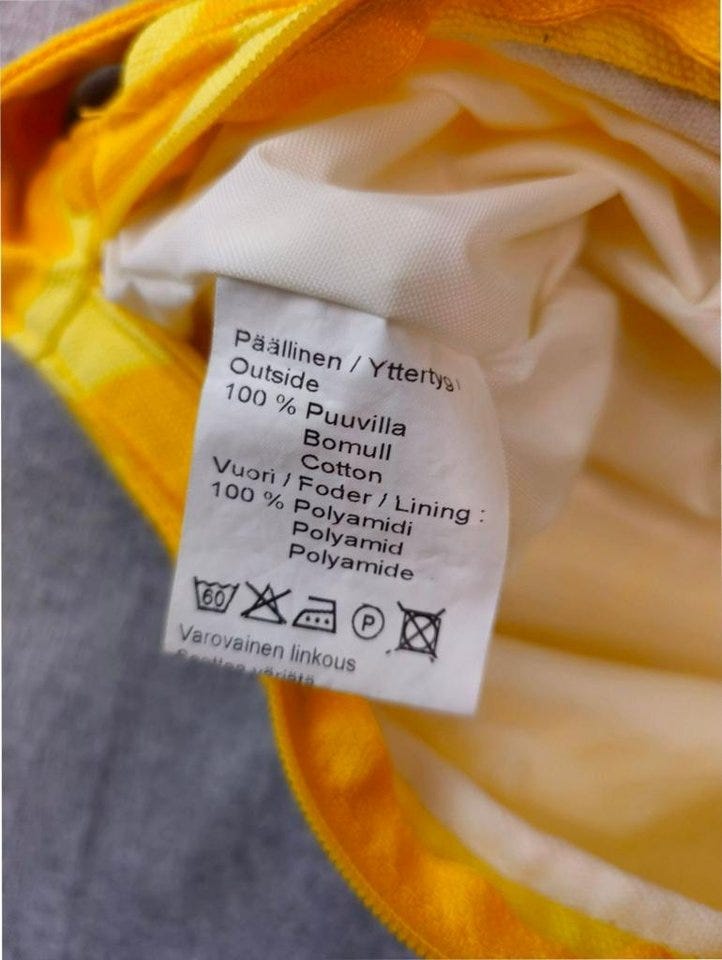 Päällinen / Yttertyg
Outside
100 % Puuvilla
Bomull
Cotton
Vuori / Foder / Lining :
100 % Polyamidi
Polyamid
Polyamide
60 P
Varovainen linkous